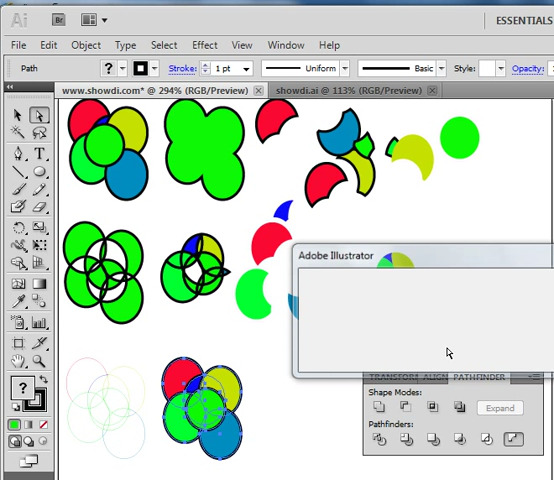 Ai Br ESSENTIALS
File Edit Object Type Select Effect View Window Help
Path ? Stroke: 1 pt Uniform Basic Style: Opacity:
www.showdi.com* @ 294% (RGB/Preview) × showdi.ai @ 113% (RGB/Preview) ×
T
Adobe Illustrator
?
TRANSFORM ALIGN PATHFINDER
Shape Modes:
Expand
Pathfinders: